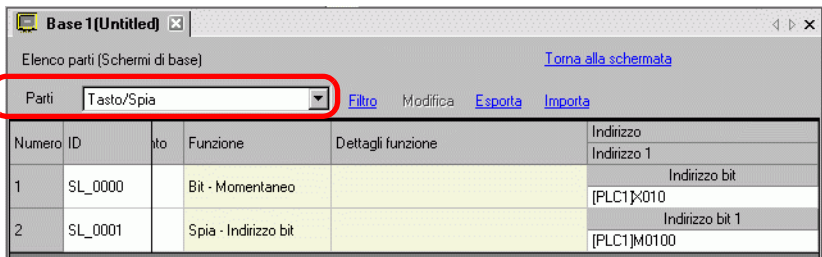 Base 1(Untitled)
Elenco parti (Schermi di base) Torna alla schermata
Parti Tasto/Spia Filtro Modifica Esporta Importa
Numero ID nto Funzione Dettagli funzione Indirizzo
Indirizzo 1
1 SL_0000 Bit - Momentaneo Indirizzo bit
[PLC1]X010
2 SL_0001 Spia - Indirizzo bit Indirizzo bit 1
[PLC1]M0100